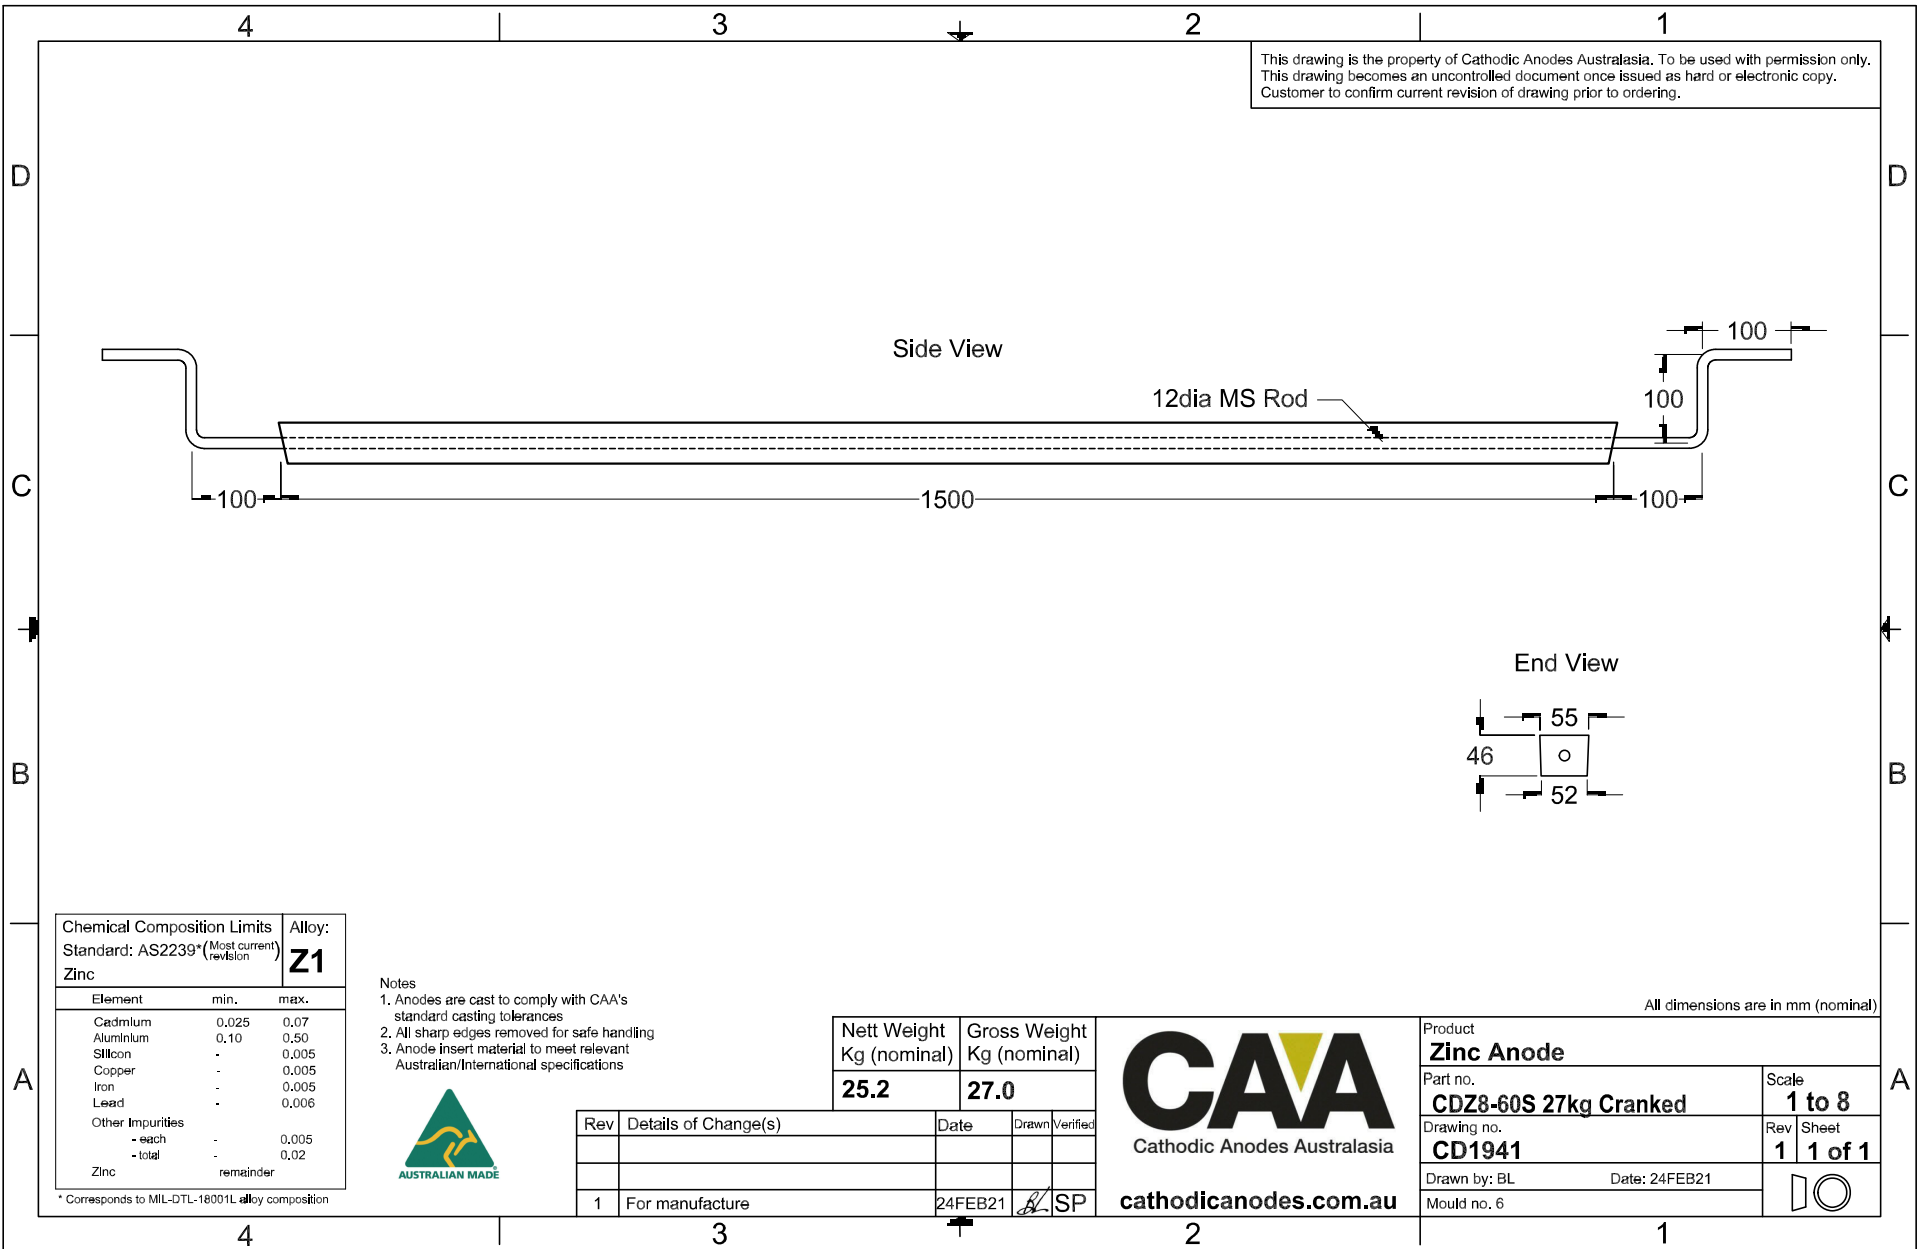 4 3 2 1
This drawing is the property of Cathodic Anodes Australasia. To be used with permission only.
This drawing becomes an uncontrolled document once issued as hard or electronic copy.
Customer to confirm current revision of drawing prior to ordering.
D D
Side View
100
12dia MS Rod
100
C C
100 1500 100
End View
55
46
52
B B
Chemical Composition Limits Alloy:
Standard: AS2239* (Most current revision)
Z1
Zinc
Element min. max.
Cadmium 0.025 0.07
Aluminium 0.10 0.50
Silicon - 0.005
Copper - 0.005
Iron - 0.005
Lead - 0.006
Other Impurities
- each - 0.005
- total - 0.02
Zinc remainder
* Corresponds to MIL-DTL-18001L alloy composition
Notes
1. Anodes are cast to comply with CAA's
standard casting tolerances
2. All sharp edges removed for safe handling
3. Anode insert material to meet relevant
Australian/International specifications
AUSTRALIAN MADE
All dimensions are in mm (nominal)
A A
Nett Weight Kg (nominal)
Gross Weight Kg (nominal)
25.2 27.0
Rev Details of Change(s) Date Drawn Verified
1 For manufacture 24FEB21 BL SP
CAA
Cathodic Anodes Australasia
cathodicanodes.com.au
Product
Zinc Anode
Part no.
CDZ8-60S 27kg Cranked
Scale
1 to 8
Drawing no.
CD1941
Rev Sheet
1 1 of 1
Drawn by: BL Date: 24FEB21
Mould no. 6
4 3 2 1